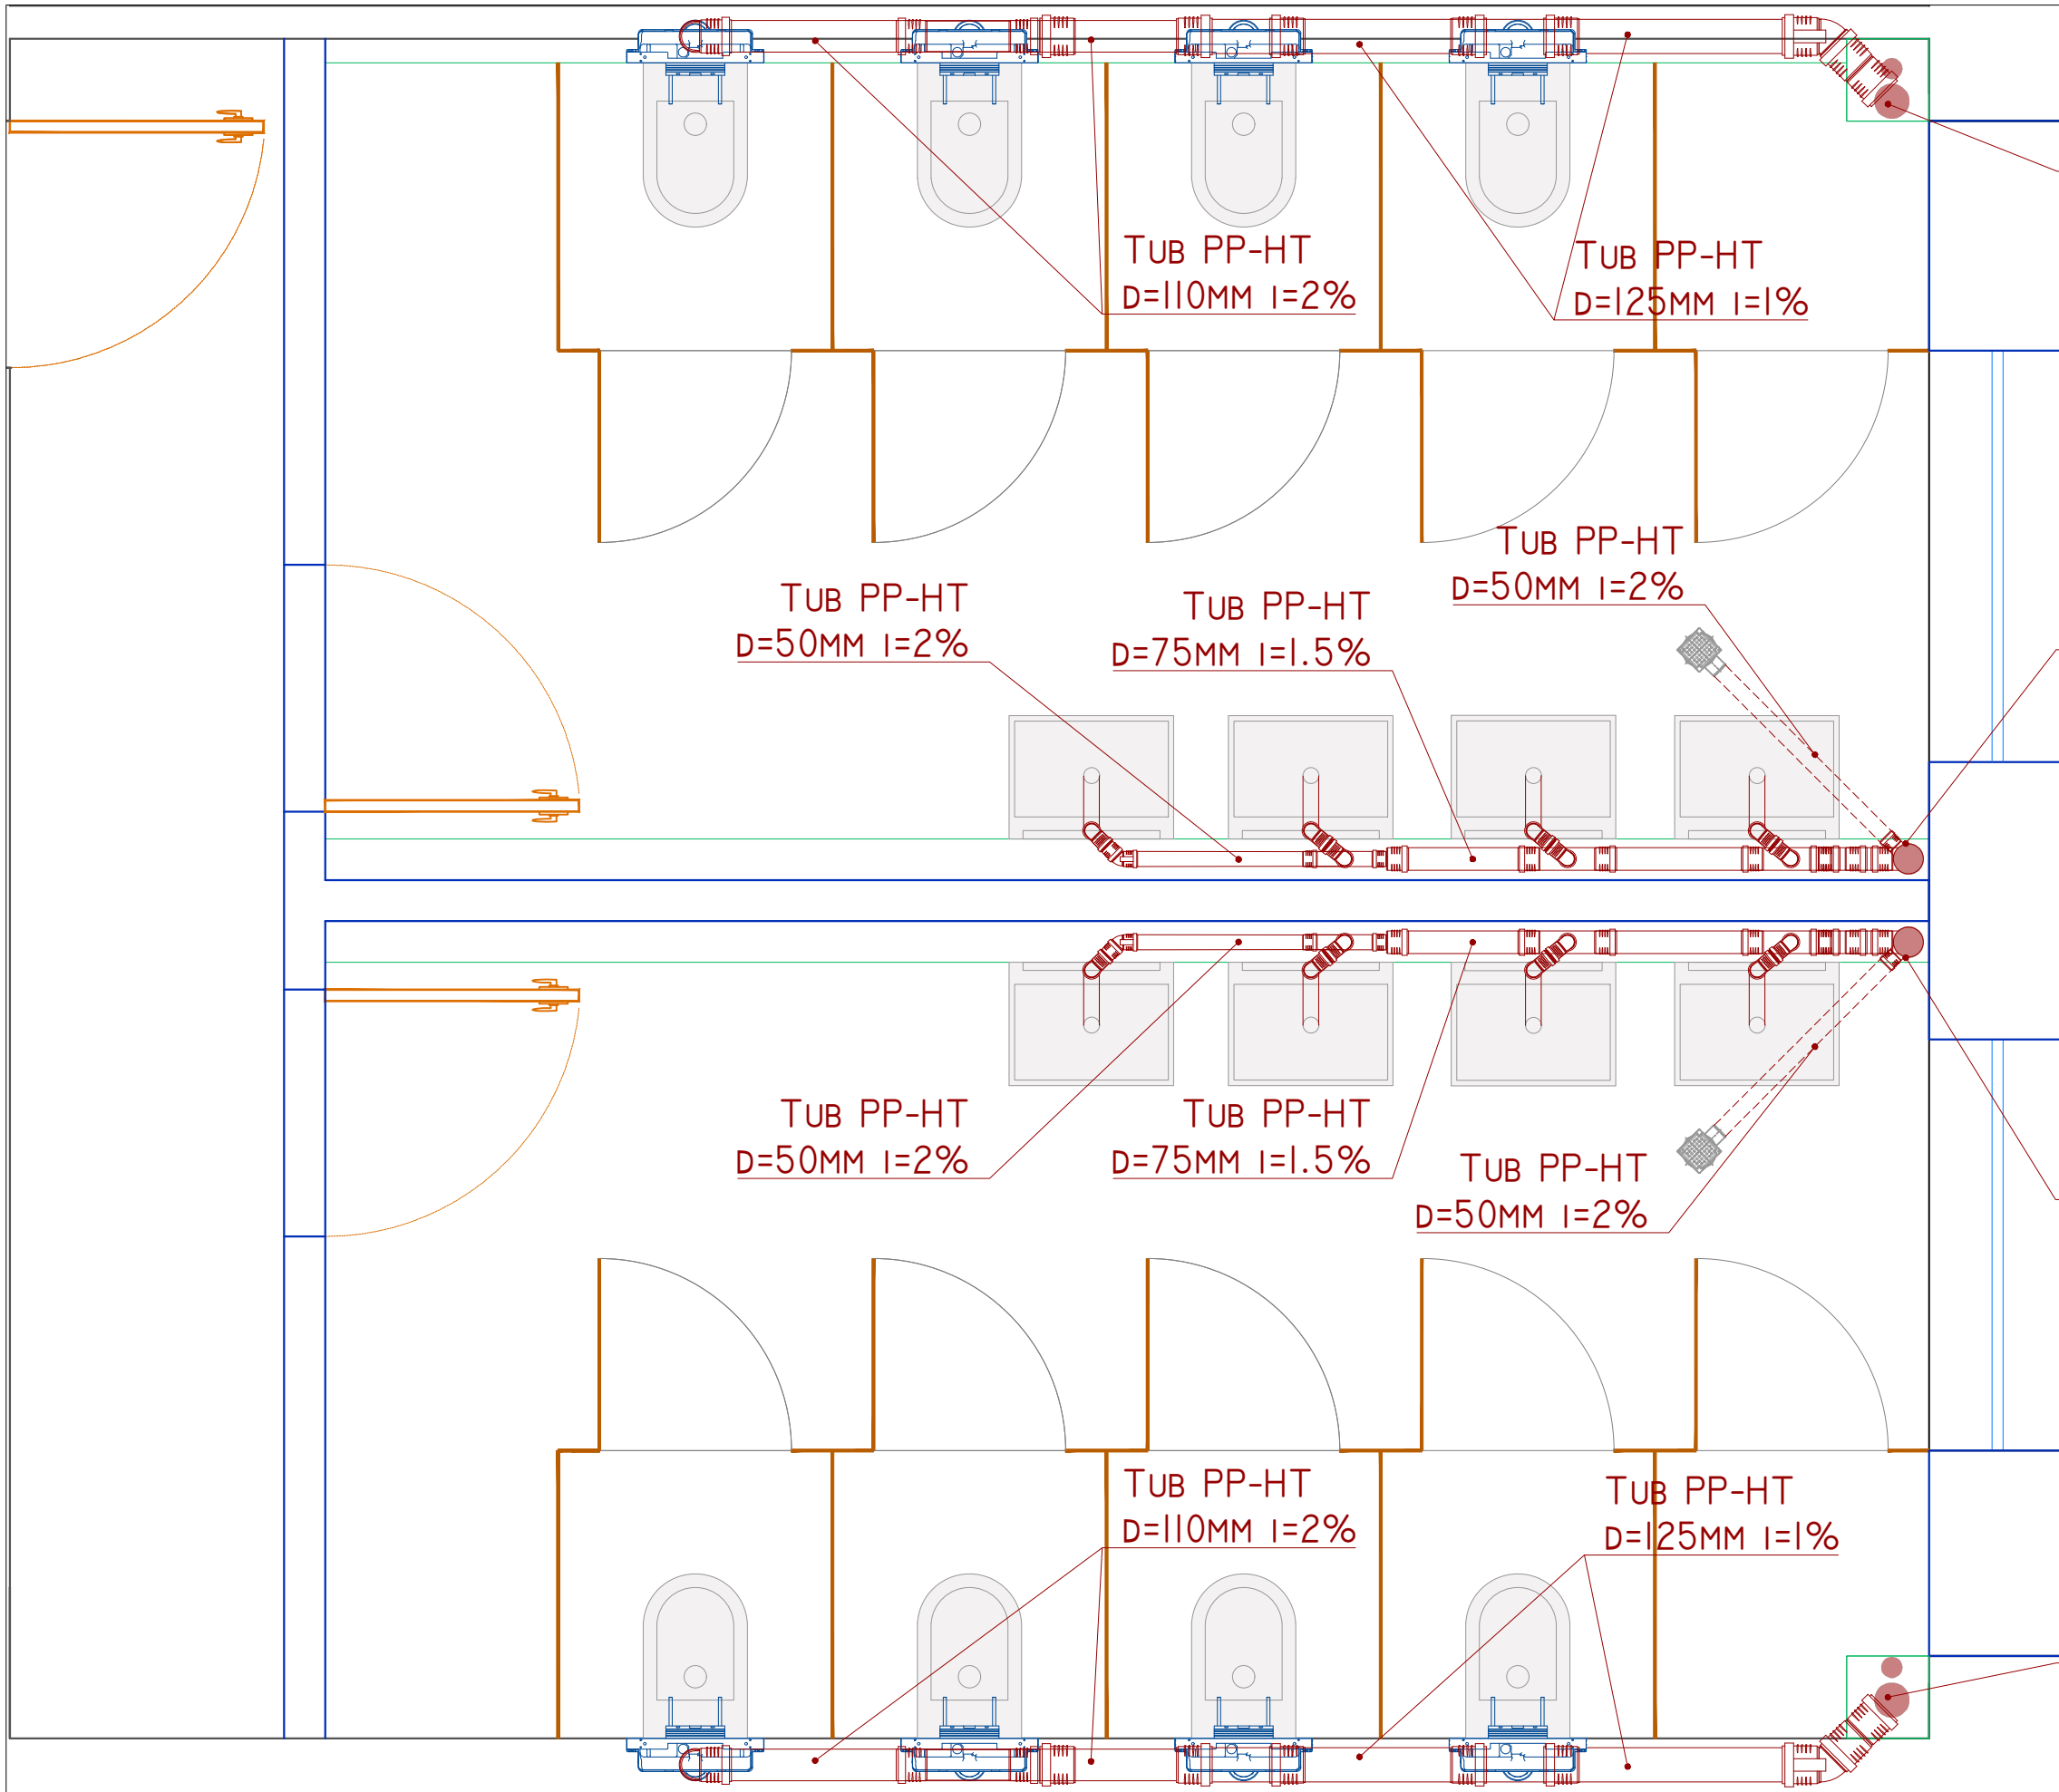 TUB PP-HT
D=110MM I=2%
TUB PP-HT
D=125MM I=1%
TUB PP-HT
D=50MM I=2%
TUB PP-HT
D=75MM I=1.5%
TUB PP-HT
D=50MM I=2%
TUB PP-HT
D=50MM I=2%
TUB PP-HT
D=75MM I=1.5%
TUB PP-HT
D=50MM I=2%
TUB PP-HT
D=110MM I=2%
TUB PP-HT
D=125MM I=1%